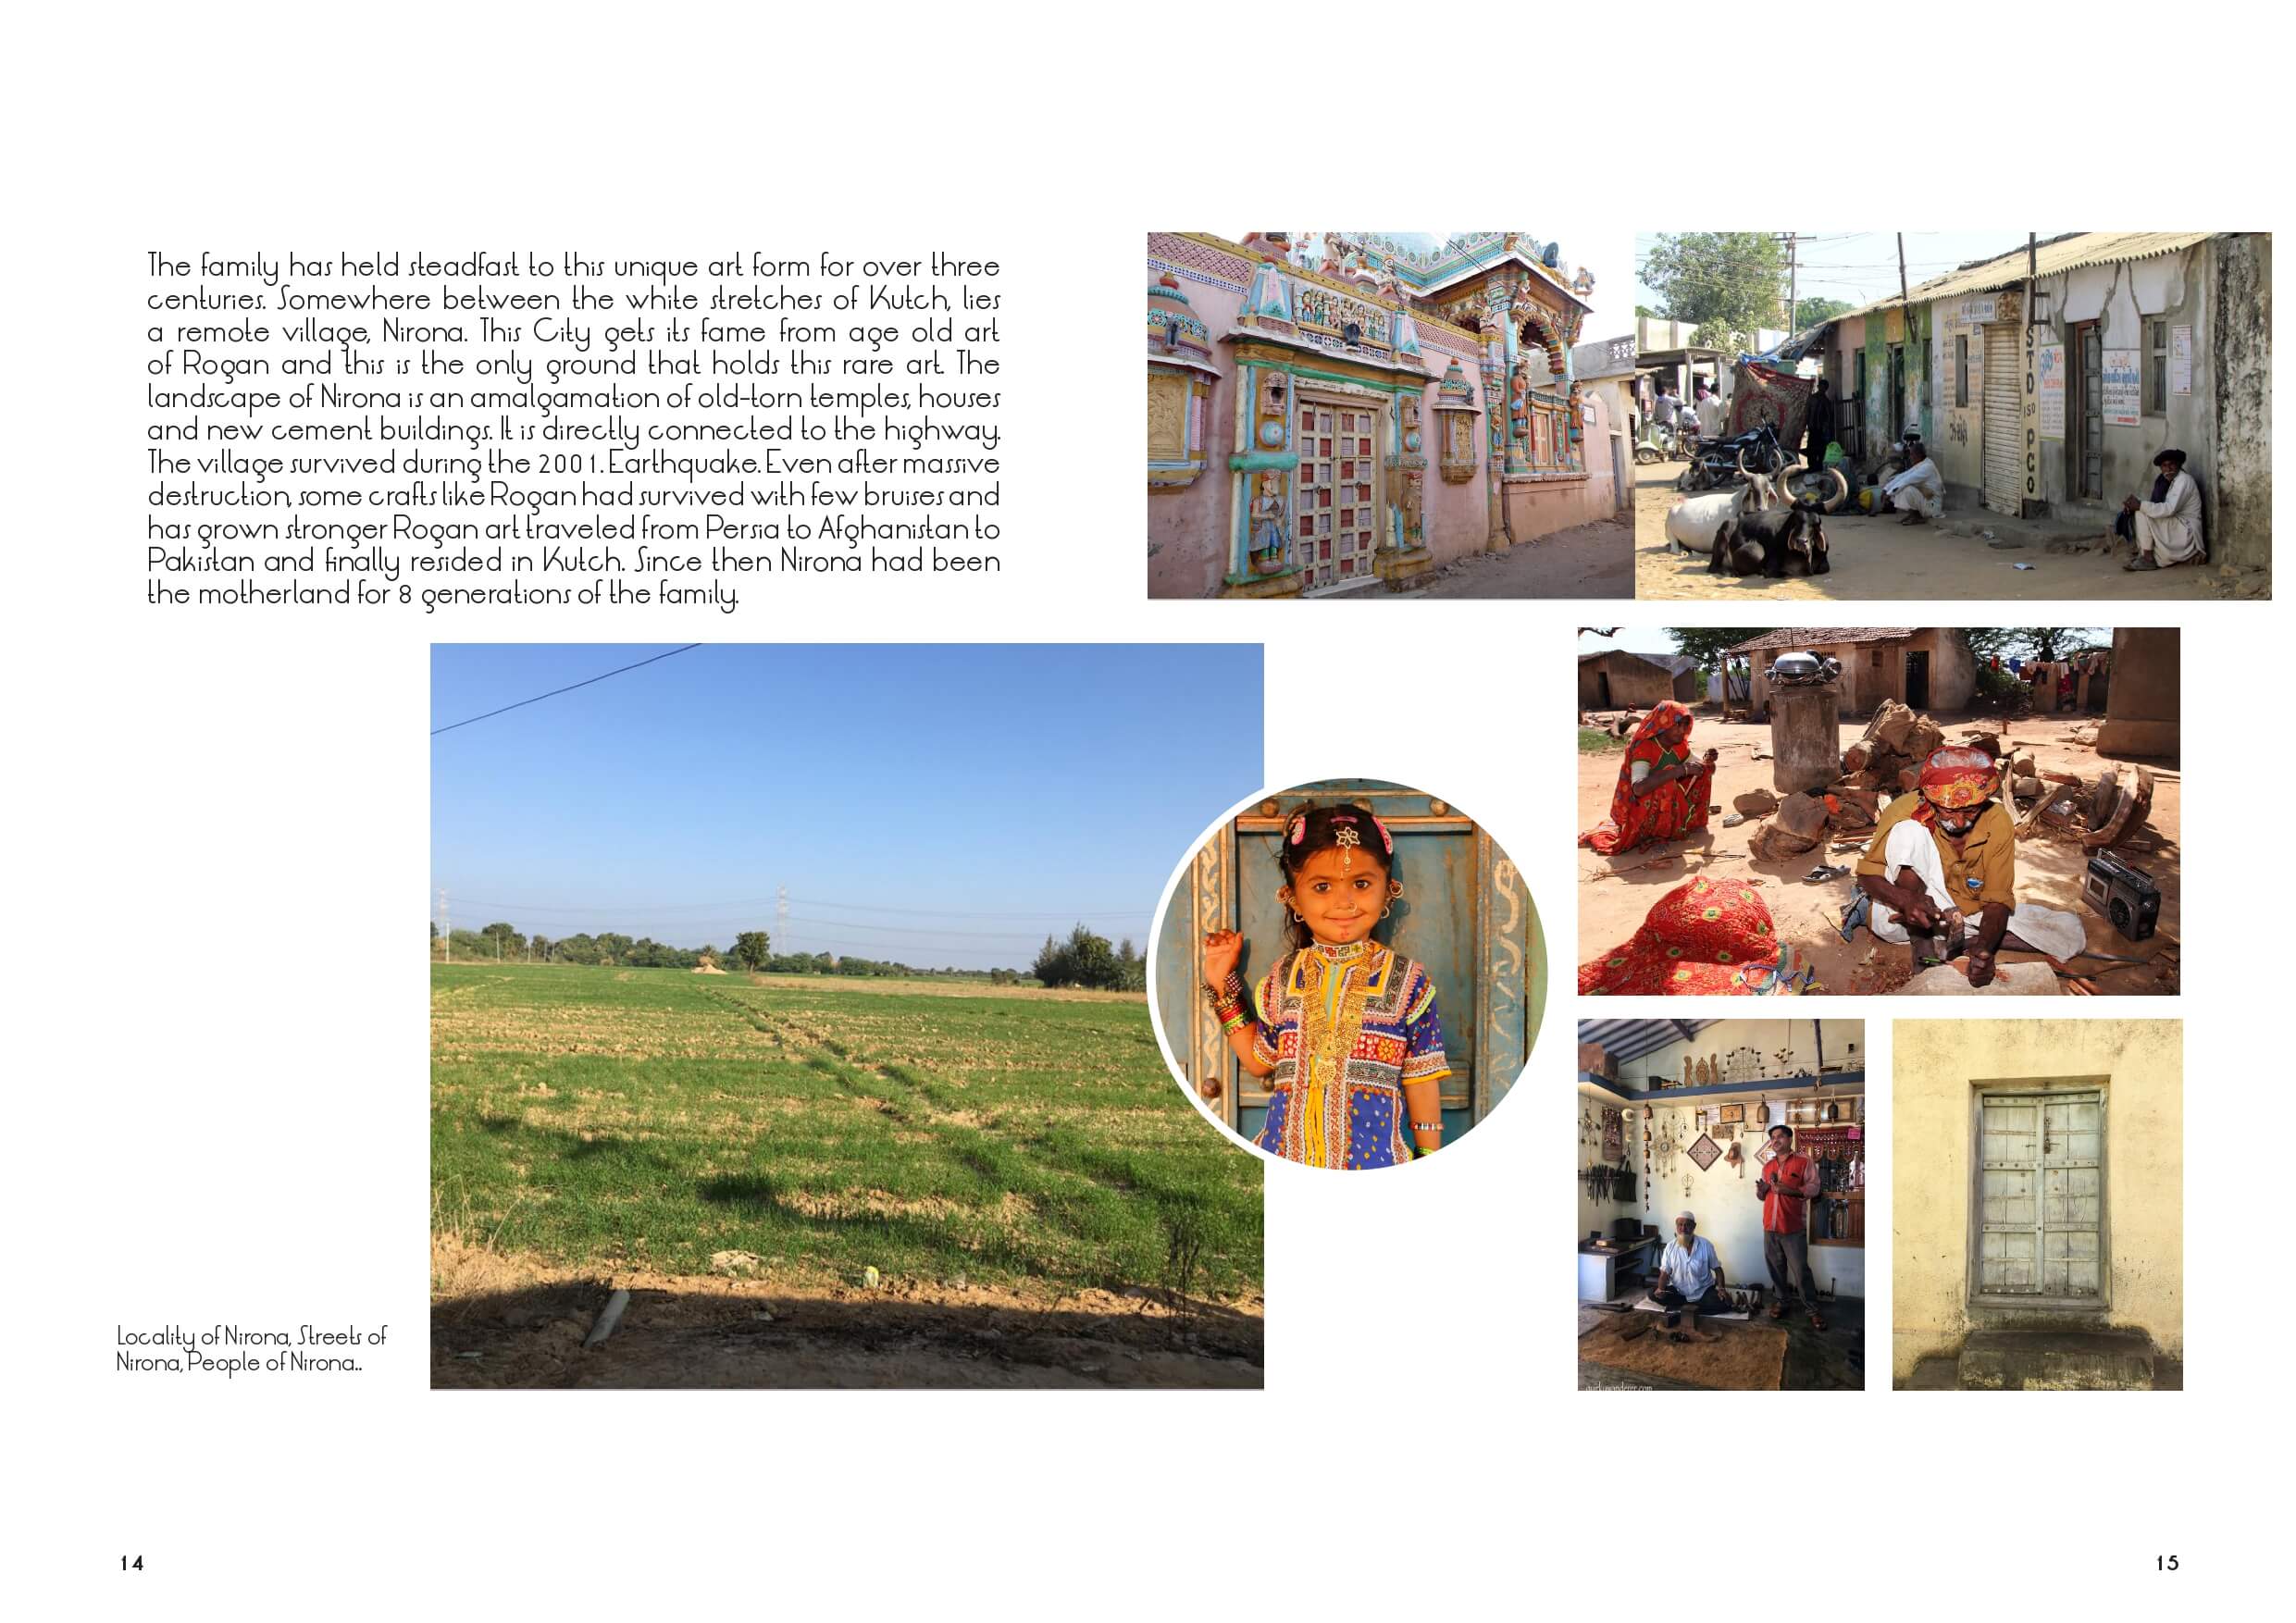 The family has held steadfast to this unique art form for over three
centuries. Somewhere between the white stretches of Kutch, lies
a remote village, Nirona. This City gets its fame from age old art
of Rogan and this is the only ground that holds this rare art. The
landscape of Nirona is an amalgamation of old-torn temples, houses
and new cement buildings. It is directly connected to the highway.
The village survived during the 2001. Earthquake. Even after massive
destruction, some crafts like Rogan had survived with few bruises and
has grown stronger Rogan art traveled from Persia to Afghanistan to
Pakistan and finally resided in Kutch. Since then Nirona had been
the motherland for 8 generations of the family.
STD ISD PCO
Locality of Nirona, Streets of
Nirona, People of Nirona..
14
15